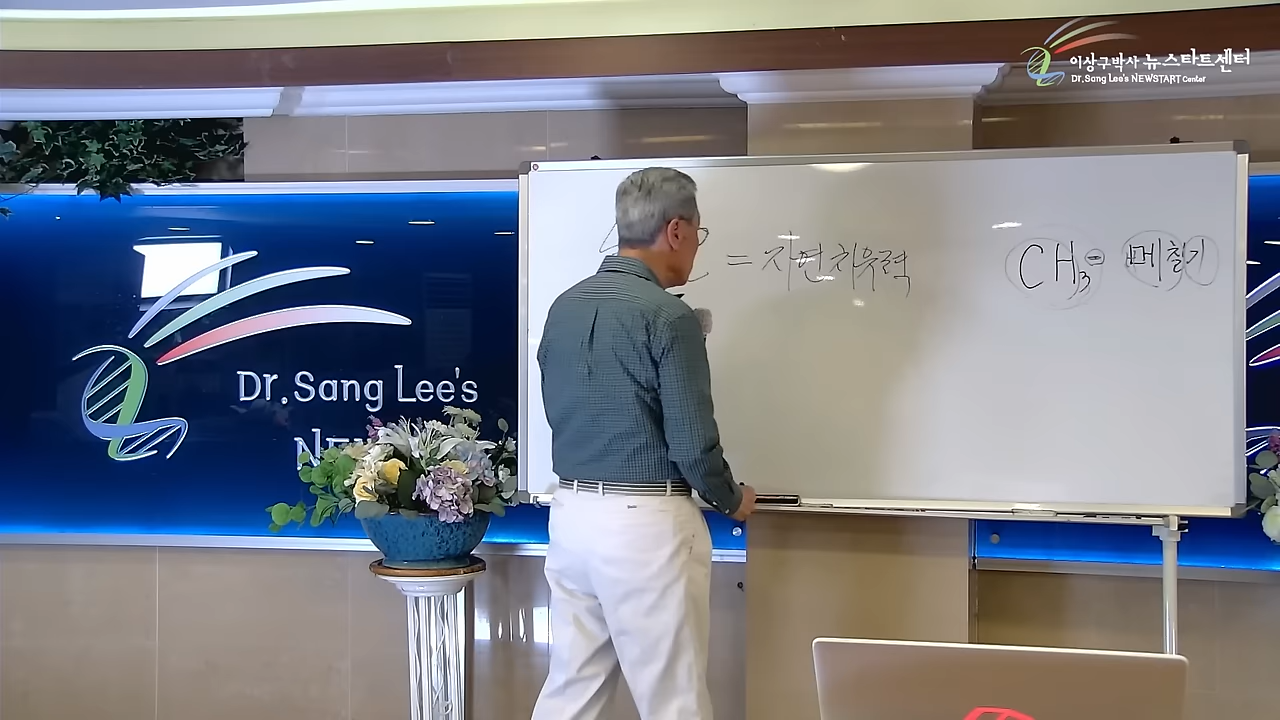 이상구박사 뉴스타트센터
Dr.Sang Lee's NEWSTART Center
= 자연치유력
CH₃ = 메칠기
Dr.Sang Lee's